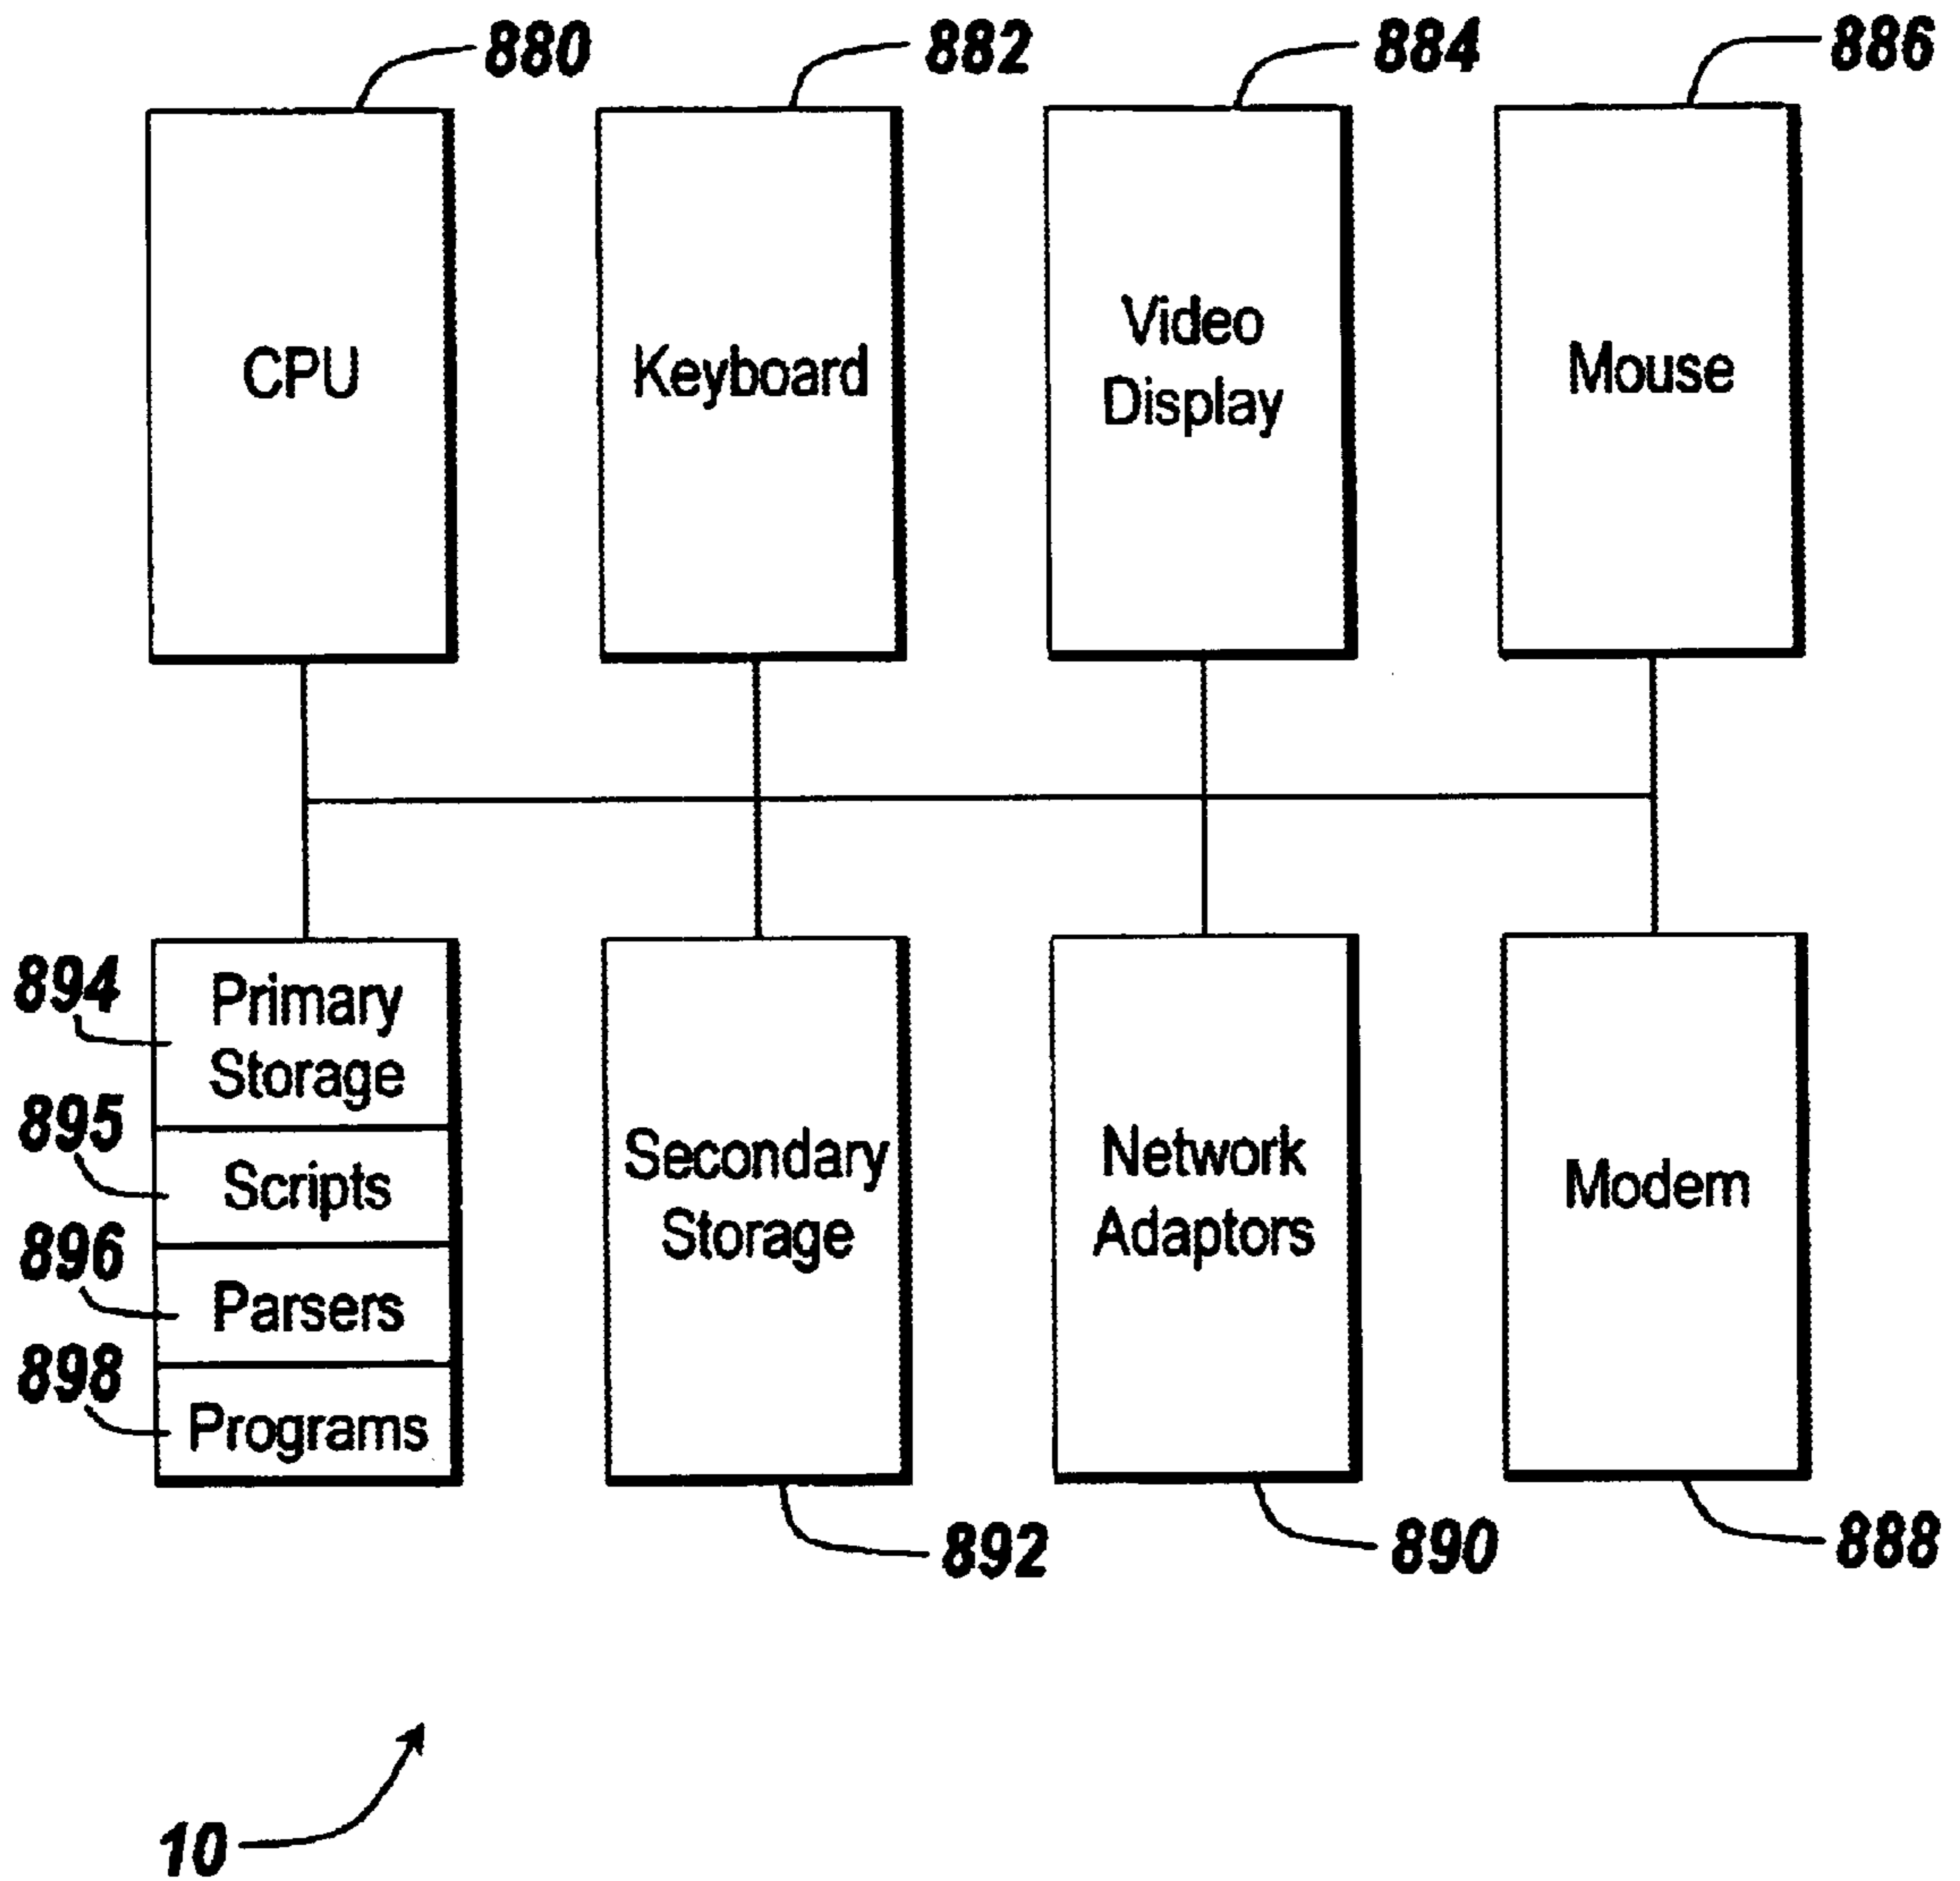 880
882
884
886
CPU
Keyboard
Video
Display
Mouse
894
Primary
Storage
895
Scripts
896
Parsers
898
Programs
Secondary
Storage
Network
Adaptors
Modem
892
890
888
10